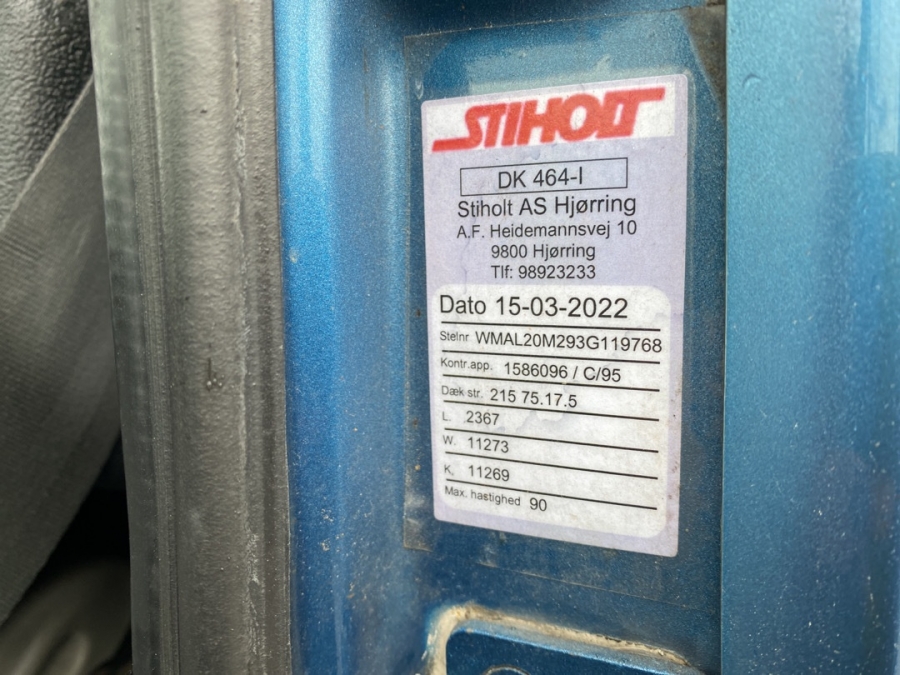 STIHOLT
DK 464-I
Stiholt AS Hjørring
A.F. Heidemannsvej 10
9800 Hjørring
Tlf: 98923233
Dato 15-03-2022
Stelnr WMAL20M293G119768
Kontr.app. 1586096 / C/95
Dæk str. 215 75.17.5
L. 2367
W. 11273
K. 11269
Max. hastighed 90